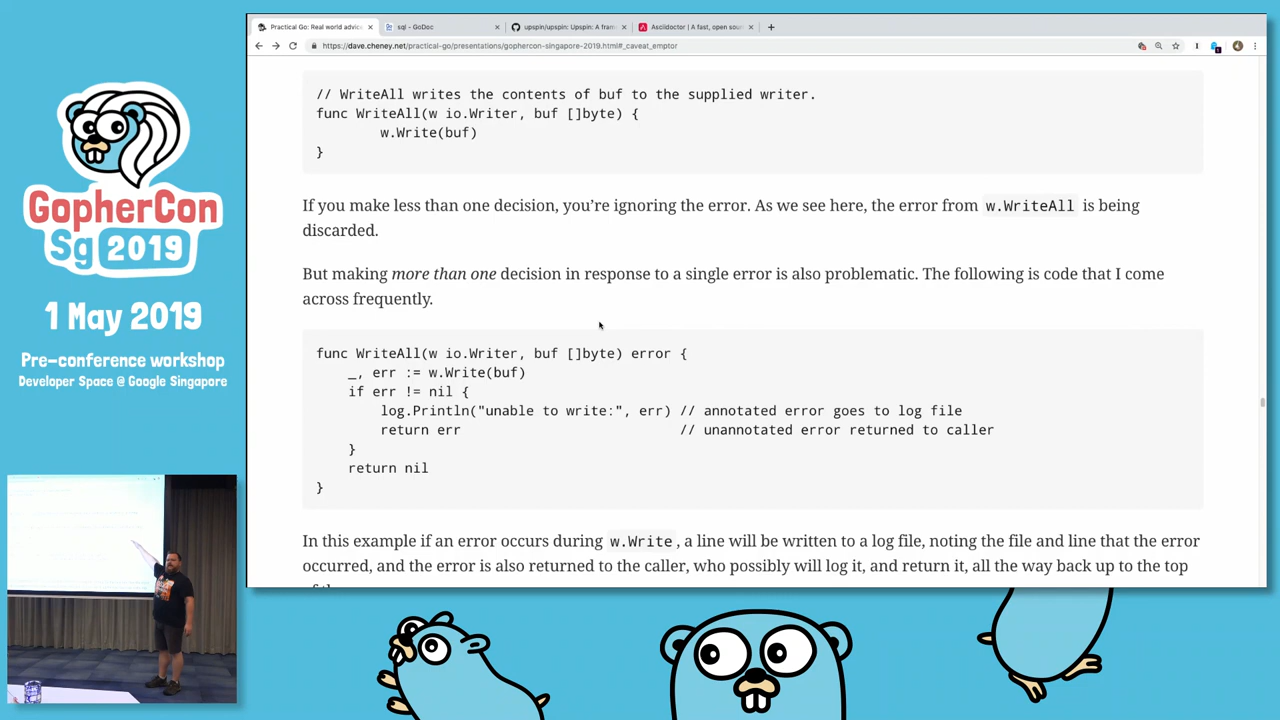 Practical Go: Real world advice
sql - GoDoc
upspin/upspin: Upspin: A fram
Asciidoctor | A fast, open sour
https://dave.cheney.net/practical-go/presentations/gophercon-singapore-2019.html#_caveat_emptor
// WriteAll writes the contents of buf to the supplied writer.
func WriteAll(w io.Writer, buf []byte) {
        w.Write(buf)
}
If you make less than one decision, you’re ignoring the error. As we see here, the error from w.WriteAll is being
discarded.
But making more than one decision in response to a single error is also problematic. The following is code that I come
across frequently.
func WriteAll(w io.Writer, buf []byte) error {
    _, err := w.Write(buf)
    if err != nil {
        log.Println("unable to write:", err) // annotated error goes to log file
        return err                           // unannotated error returned to caller
    }
    return nil
}
In this example if an error occurs during w.Write, a line will be written to a log file, noting the file and line that the error
occurred, and the error is also returned to the caller, who possibly will log it, and return it, all the way back up to the top
GopherCon
Sg 2019
1 May 2019
Pre-conference workshop
Developer Space @ Google Singapore